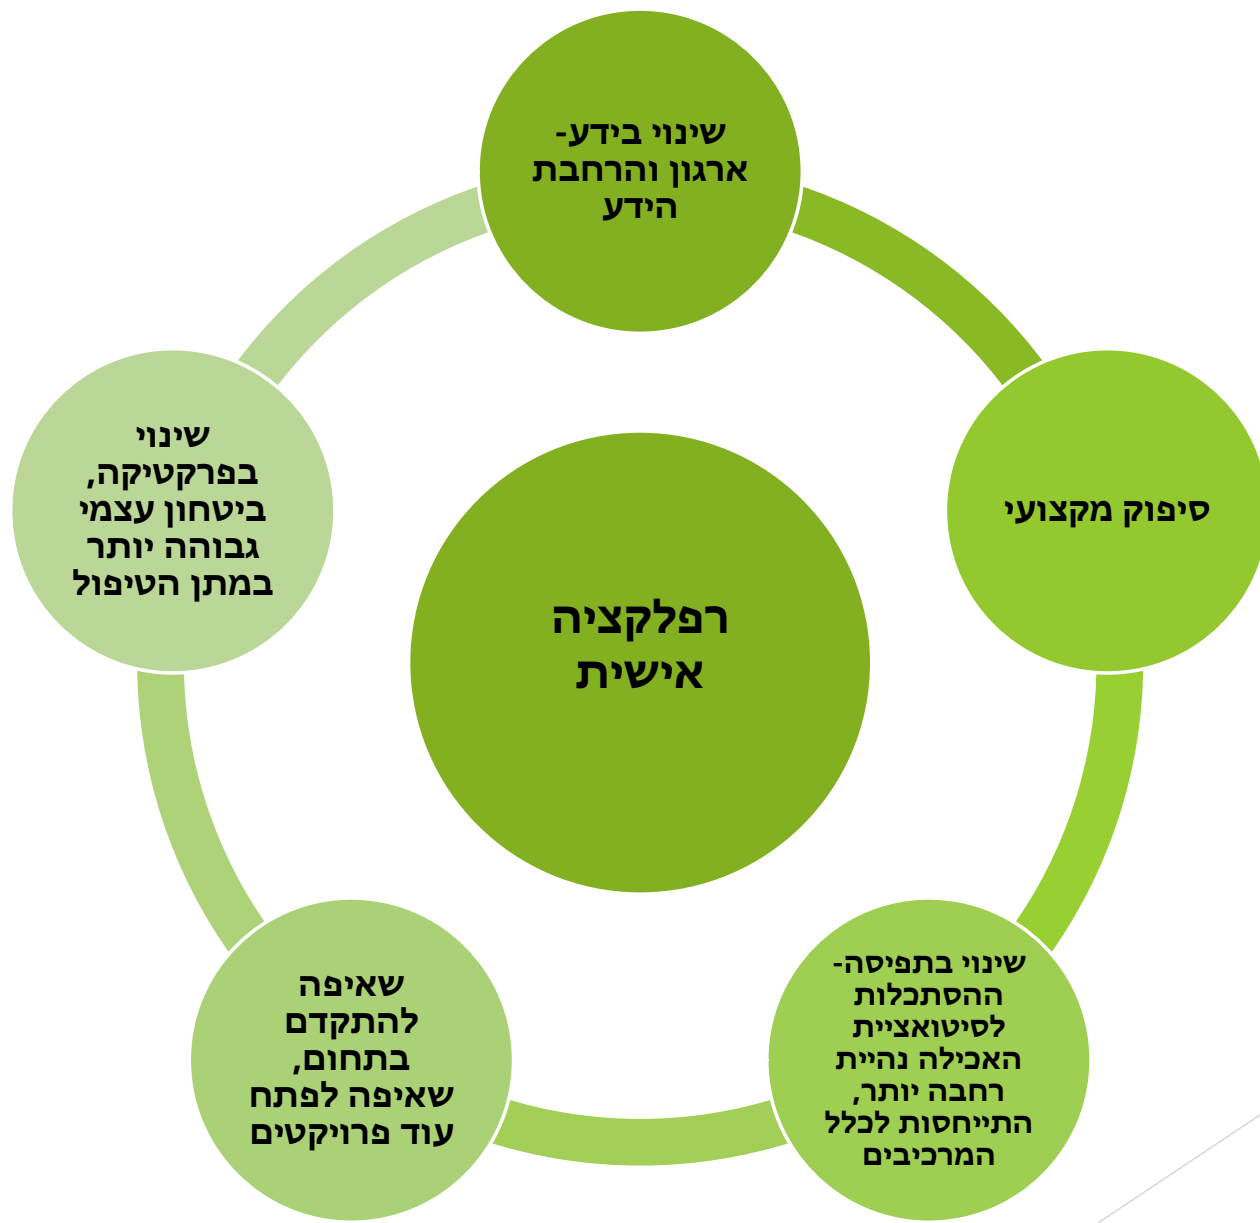 שינוי בידע-
ארגון והרחבת
הידע
סיפוק מקצועי
שינוי בתפיסה-
ההסתכלות
לסיטואציית
האכילה נהיית
רחבה יותר,
התייחסות לכלל
המרכיבים
שאיפה
להתקדם
בתחום,
שאיפה לפתח
עוד פרויקטים
שינוי
בפרקטיקה,
ביטחון עצמי
גבוהה יותר
במתן הטיפול
רפלקציה
אישית